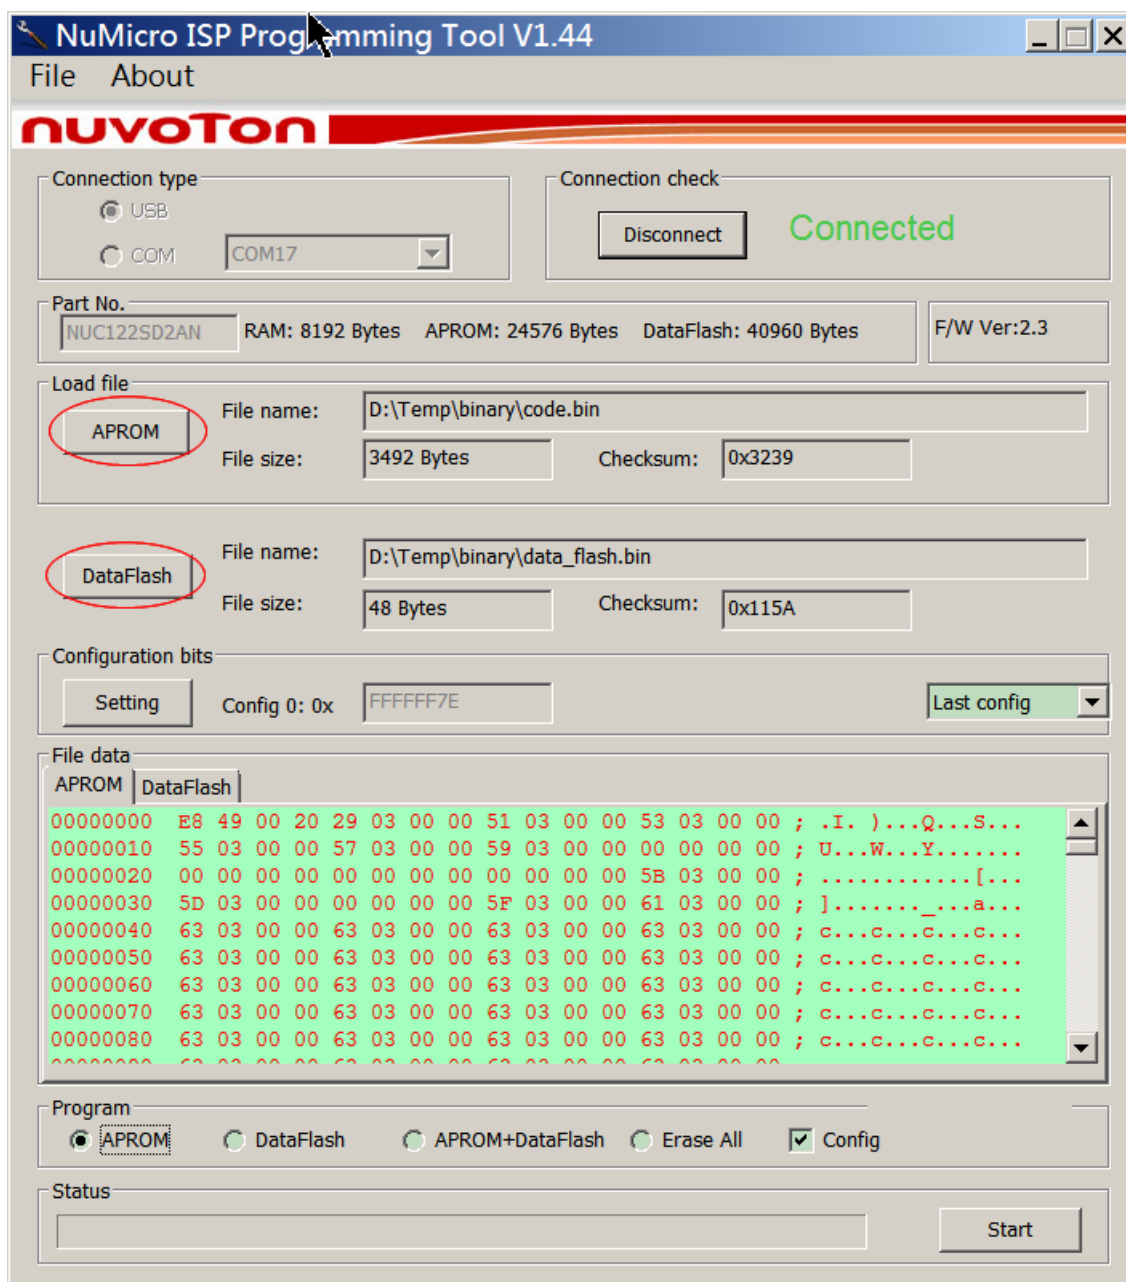 NuMicro ISP Programming Tool V1.44
File About
nuvoTon
Connection type
USB
COM COM17
Connection check
Disconnect Connected
Part No.
NUC122SD2AN RAM: 8192 Bytes APROM: 24576 Bytes DataFlash: 40960 Bytes F/W Ver:2.3
Load file
APROM File name: D:\Temp\binary\code.bin
File size: 3492 Bytes Checksum: 0x3239
DataFlash File name: D:\Temp\binary\data_flash.bin
File size: 48 Bytes Checksum: 0x115A
Configuration bits
Setting Config 0: 0x FFFFFF7E Last config
File data
APROM DataFlash
00000000 E8 49 00 20 29 03 00 00 51 03 00 00 53 03 00 00 ; .I. )...Q...S...
00000010 55 03 00 00 57 03 00 00 59 03 00 00 00 00 00 00 ; U...W...Y.......
00000020 00 00 00 00 00 00 00 00 00 00 00 00 5B 03 00 00 ; ............[...
00000030 5D 03 00 00 00 00 00 00 5F 03 00 00 61 03 00 00 ; ]......._...a...
00000040 63 03 00 00 63 03 00 00 63 03 00 00 63 03 00 00 ; c...c...c...c...
00000050 63 03 00 00 63 03 00 00 63 03 00 00 63 03 00 00 ; c...c...c...c...
00000060 63 03 00 00 63 03 00 00 63 03 00 00 63 03 00 00 ; c...c...c...c...
00000070 63 03 00 00 63 03 00 00 63 03 00 00 63 03 00 00 ; c...c...c...c...
00000080 63 03 00 00 63 03 00 00 63 03 00 00 63 03 00 00 ; c...c...c...c...
Program
APROM DataFlash APROM+DataFlash Erase All Config
Status
Start